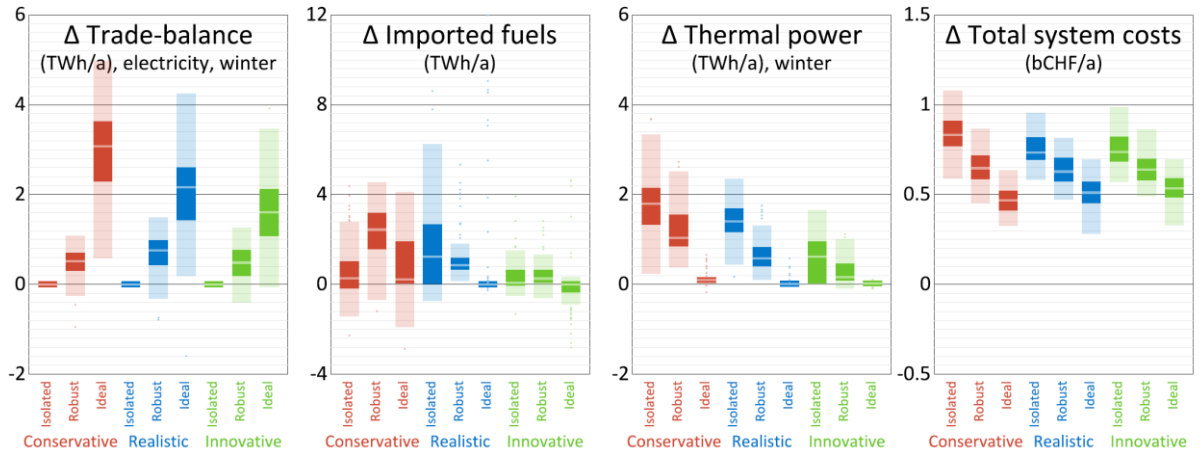 Δ Trade-balance
(TWh/a), electricity, winter
6
4
2
0
-2
Isolated
Robust
Ideal
Isolated
Robust
Ideal
Isolated
Robust
Ideal
Conservative Realistic Innovative
Δ Imported fuels
(TWh/a)
12
8
4
0
-4
Isolated
Robust
Ideal
Isolated
Robust
Ideal
Isolated
Robust
Ideal
Conservative Realistic Innovative
Δ Thermal power
(TWh/a), winter
6
4
2
0
-2
Isolated
Robust
Ideal
Isolated
Robust
Ideal
Isolated
Robust
Ideal
Conservative Realistic Innovative
Δ Total system costs
(bCHF/a)
1.5
1
0.5
0
-0.5
Isolated
Robust
Ideal
Isolated
Robust
Ideal
Isolated
Robust
Ideal
Conservative Realistic Innovative